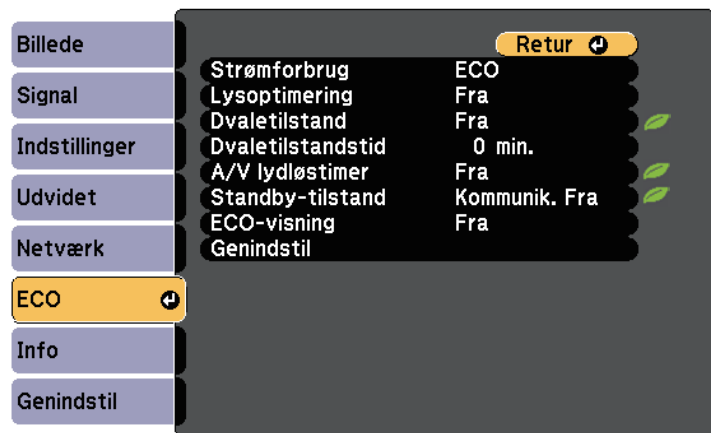 Billede
Signal
Indstillinger
Udvidet
Netværk
ECO
Info
Genindstil
Retur
Strømforbrug ECO
Lysoptimering Fra
Dvaletilstand Fra
Dvaletilstandstid 0 min.
A/V lydløstimer Fra
Standby-tilstand Kommunik. Fra
ECO-visning Fra
Genindstil